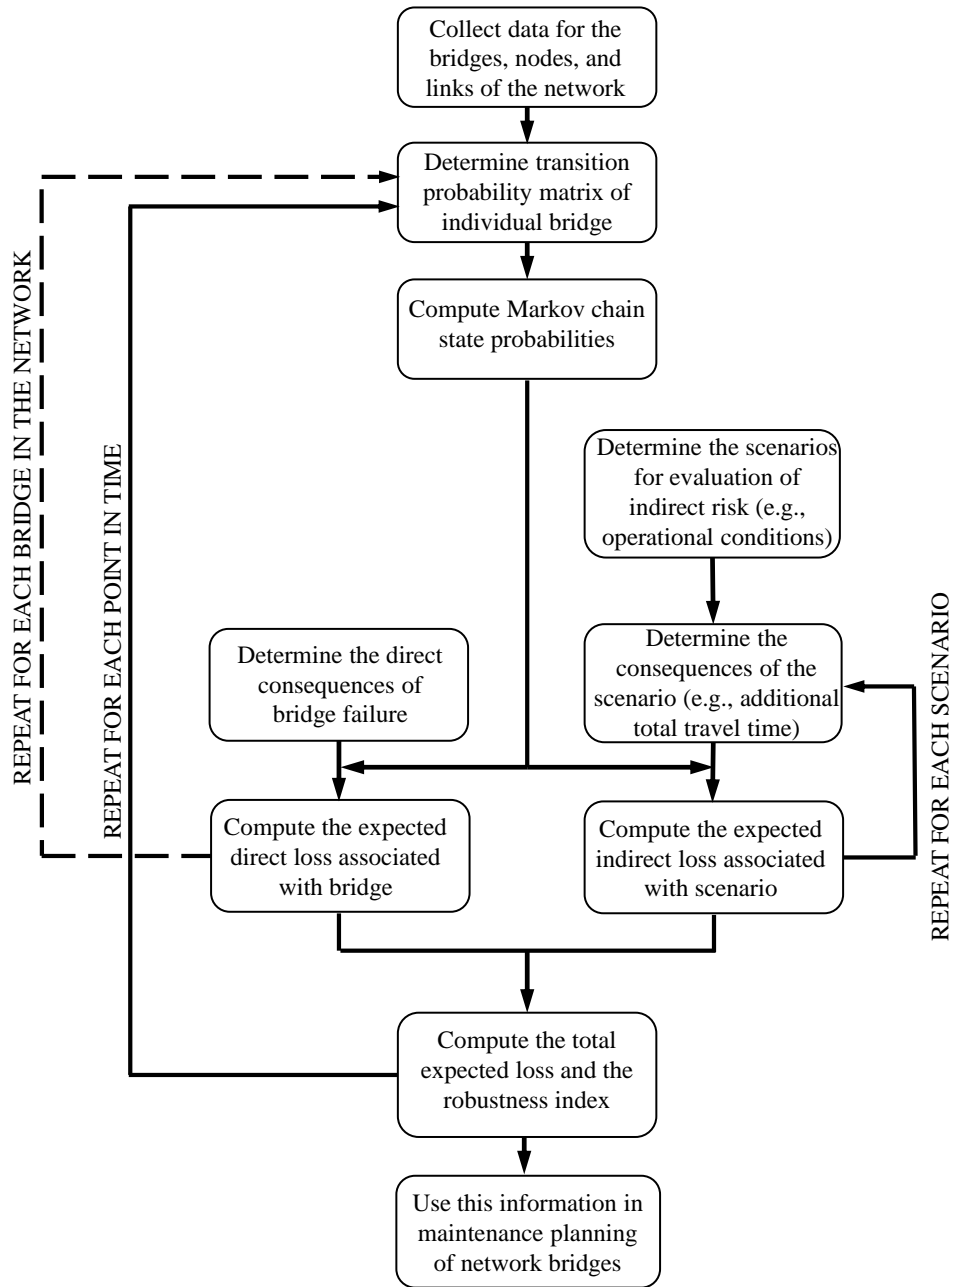 Collect data for the
bridges, nodes, and
links of the network
Determine transition
probability matrix of
individual bridge
Compute Markov chain
state probabilities
Determine the scenarios
for evaluation of
indirect risk (e.g.,
operational conditions)
Determine the direct
consequences of
bridge failure
Determine the
consequences of the
scenario (e.g., additional
total travel time)
Compute the expected
direct loss associated
with bridge
Compute the expected
indirect loss associated
with scenario
Compute the total
expected loss and the
robustness index
Use this information in
maintenance planning
of network bridges
REPEAT FOR EACH BRIDGE IN THE NETWORK
REPEAT FOR EACH POINT IN TIME
REPEAT FOR EACH SCENARIO